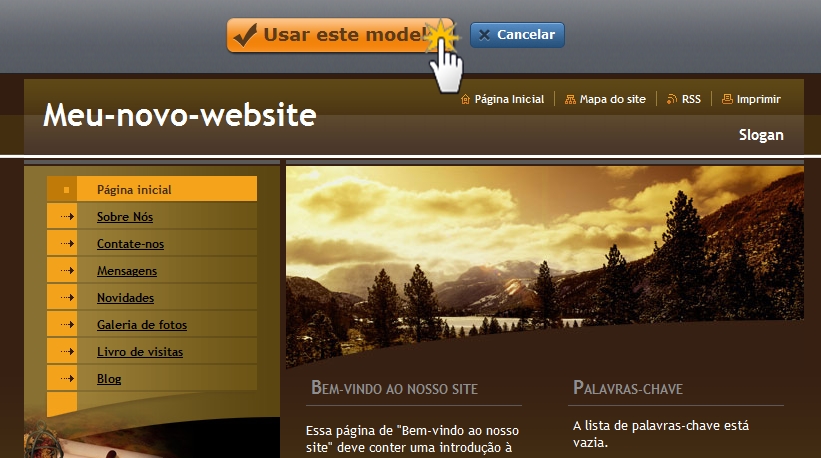 Usar este model
Cancelar
Página Inicial
Mapa do site
RSS
Imprimir
Meu-novo-website
Slogan
Página inicial
Sobre Nós
Contate-nos
Mensagens
Novidades
Galeria de fotos
Livro de visitas
Blog
Bem-vindo ao nosso site
Essa página de "Bem-vindo ao nosso
site" deve conter uma introdução à
Palavras-chave
A lista de palavras-chave está
vazia.